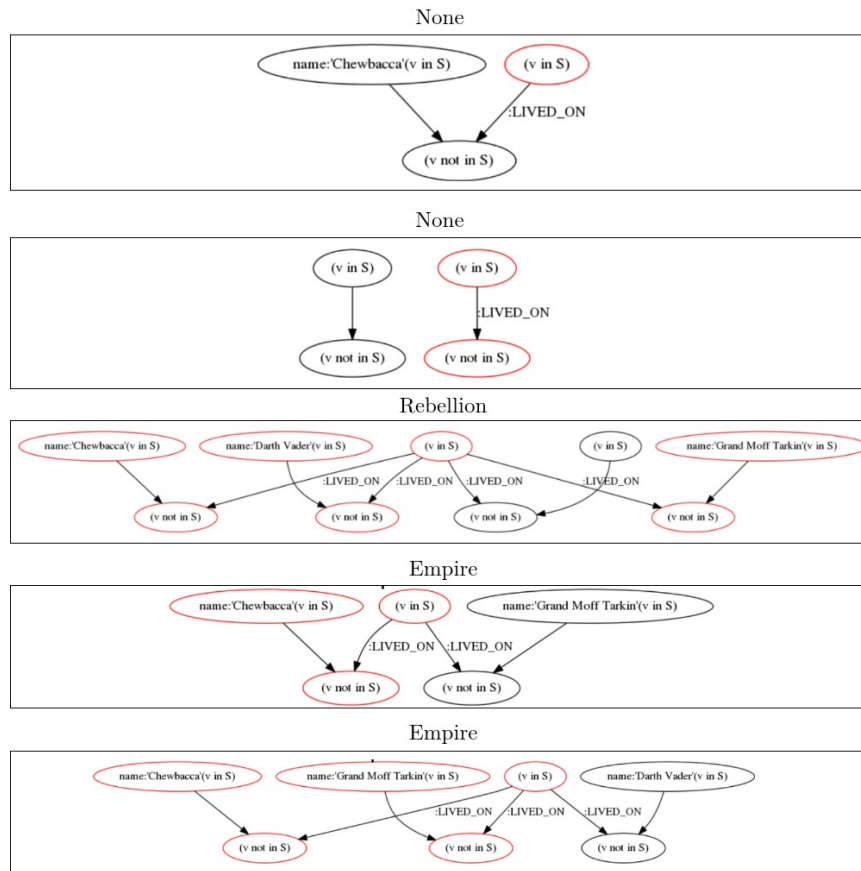 None
name:'Chewbacca'(v in S) (v in S)
:LIVED_ON
(v not in S)
None
(v in S) (v in S)
:LIVED_ON
(v not in S) (v not in S)
Rebellion
name:'Chewbacca'(v in S) name:'Darth Vader'(v in S) (v in S) (v in S) name:'Grand Moff Tarkin'(v in S)
:LIVED_ON :LIVED_ON :LIVED_ON :LIVED_ON
(v not in S) (v not in S) (v not in S) (v not in S)
Empire
name:'Chewbacca'(v in S) (v in S) name:'Grand Moff Tarkin'(v in S)
:LIVED_ON :LIVED_ON
(v not in S) (v not in S)
Empire
name:'Chewbacca'(v in S) name:'Grand Moff Tarkin'(v in S) (v in S) name:'Darth Vader'(v in S)
:LIVED_ON :LIVED_ON :LIVED_ON
(v not in S) (v not in S) (v not in S)